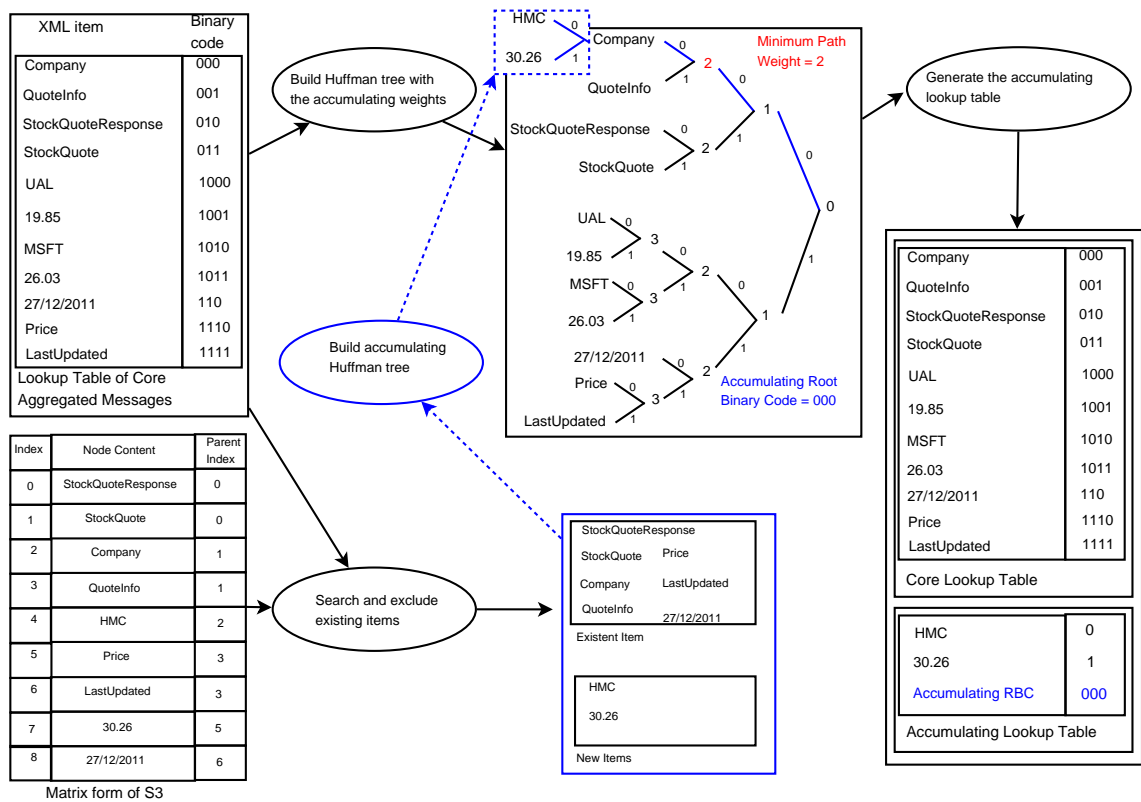 XML item
Binary
code
Company 000
QuoteInfo 001
StockQuoteResponse 010
StockQuote 011
UAL 1000
19.85 1001
MSFT 1010
26.03 1011
27/12/2011 110
Price 1110
LastUpdated 1111
Lookup Table of Core
Aggregated Messages
Build Huffman tree with
the accumulating weights
HMC 0
30.26 1
Company 0
QuoteInfo 1
2
0
Minimum Path
Weight = 2
StockQuoteResponse 0
StockQuote 1
2
1
1
0
0
UAL 0
19.85 1
3
0
MSFT 0
26.03 1
3
1
2
0
1
1
27/12/2011 0
Price 0
LastUpdated 1
3
1
2
1
Accumulating Root
Binary Code = 000
Generate the accumulating
lookup table
Build accumulating
Huffman tree
Index Node Content Parent
Index
0 StockQuoteResponse 0
1 StockQuote 0
2 Company 1
3 QuoteInfo 1
4 HMC 2
5 Price 3
6 LastUpdated 3
7 30.26 5
8 27/12/2011 6
Matrix form of S3
Search and exclude
existing items
StockQuoteResponse
StockQuote Price
Company LastUpdated
QuoteInfo 27/12/2011
Existent Item
HMC
30.26
New Items
Company 000
QuoteInfo 001
StockQuoteResponse 010
StockQuote 011
UAL 1000
19.85 1001
MSFT 1010
26.03 1011
27/12/2011 110
Price 1110
LastUpdated 1111
Core Lookup Table
HMC 0
30.26 1
Accumulating RBC 000
Accumulating Lookup Table